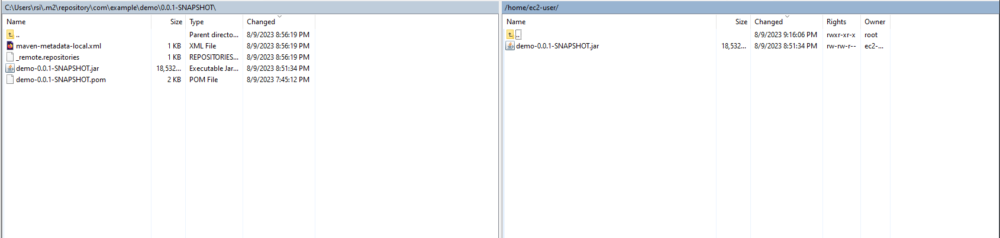 C:\Users\rsi\.m2\repository\com\example\demo\0.0.1-SNAPSHOT\
Name Size Type Changed
.. Parent directo... 8/9/2023 8:56:19 PM
maven-metadata-local.xml 1 KB XML File 8/9/2023 8:56:19 PM
_remote.repositories 1 KB REPOSITORIES... 8/9/2023 8:56:19 PM
demo-0.0.1-SNAPSHOT.jar 18,532... Executable Jar... 8/9/2023 8:51:34 PM
demo-0.0.1-SNAPSHOT.pom 2 KB POM File 8/9/2023 7:45:12 PM
/home/ec2-user/
Name Size Changed Rights Owner
.. 8/9/2023 9:16:06 PM rwxr-xr-x root
demo-0.0.1-SNAPSHOT.jar 18,532... 8/9/2023 8:51:34 PM rw-rw-r-- ec2-...